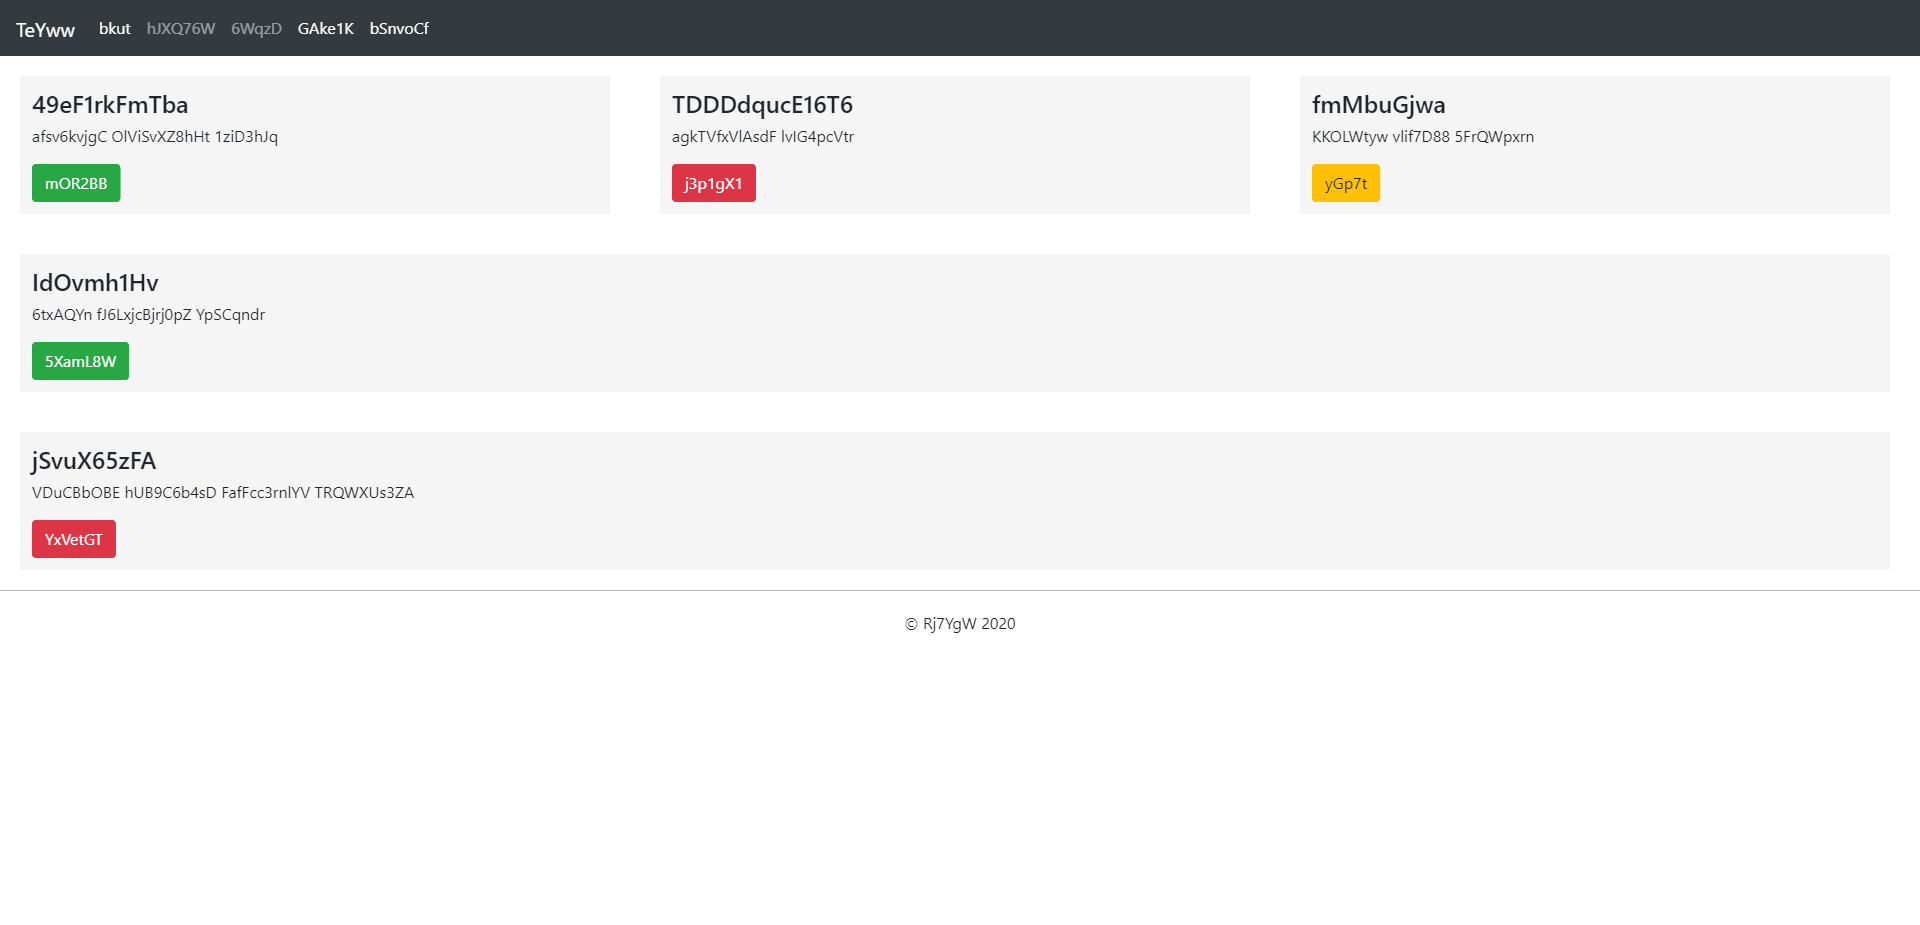 TeYww bkut hJXQ76W 6WqzD GAke1K bSnvoCf
49eF1rkFmTba
afsv6kvjgC OlViSvXZ8hHt 1ziD3hJq
mOR2BB
TDDDdqucE16T6
agkTVfxVlAsdF lvIG4pcVtr
j3p1gX1
fmMbuGjwa
KKOLWtyw vlif7D88 5FrQWpxrn
yGp7t
IdOvmh1Hv
6txAQYn fJ6LxjcBjrj0pZ YpSCqndr
5XamL8W
jSvuX65zFA
VDuCBbOBE hUB9C6b4sD FafFcc3rnlYV TRQWXUs3ZA
YxVetGT
© Rj7YgW 2020